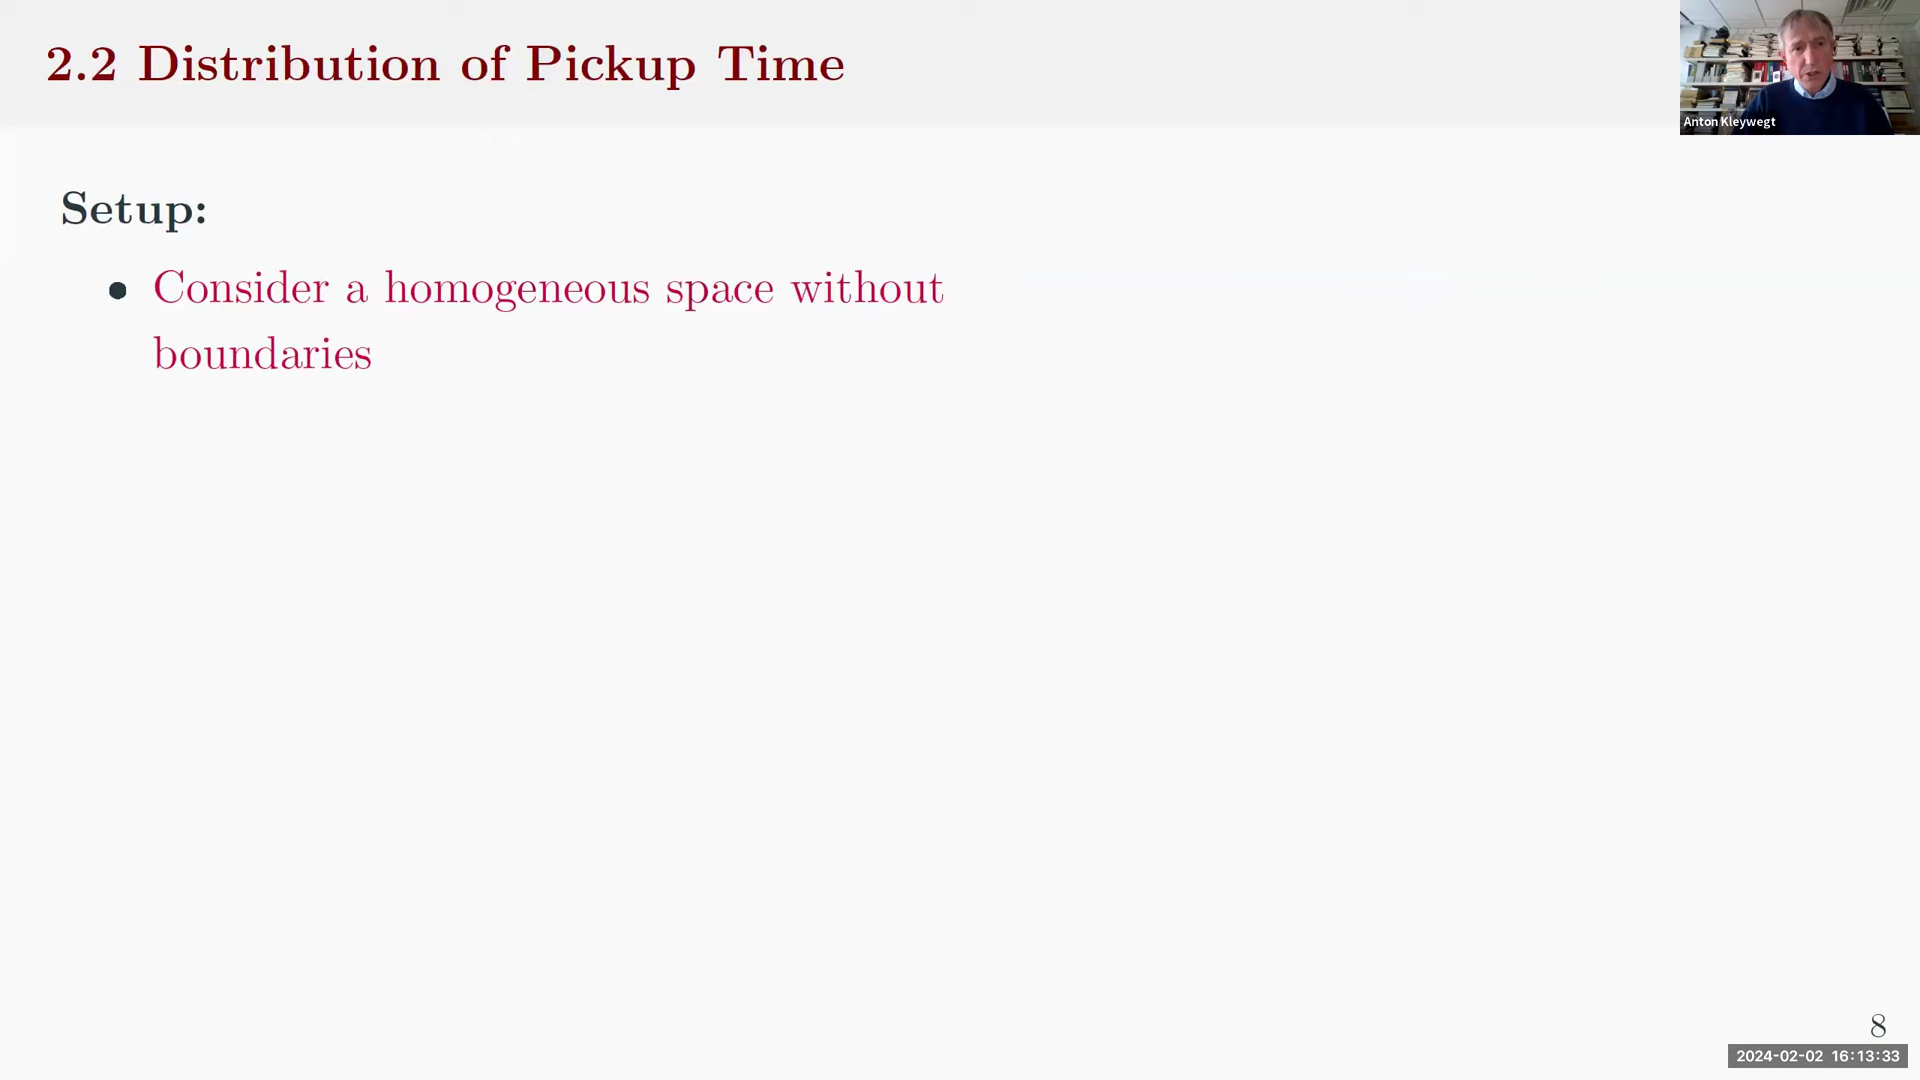 2.2 Distribution of Pickup Time
Anton Kleywegt
Setup:
● Consider a homogeneous space without
boundaries
8
2024-02-02 16:13:33